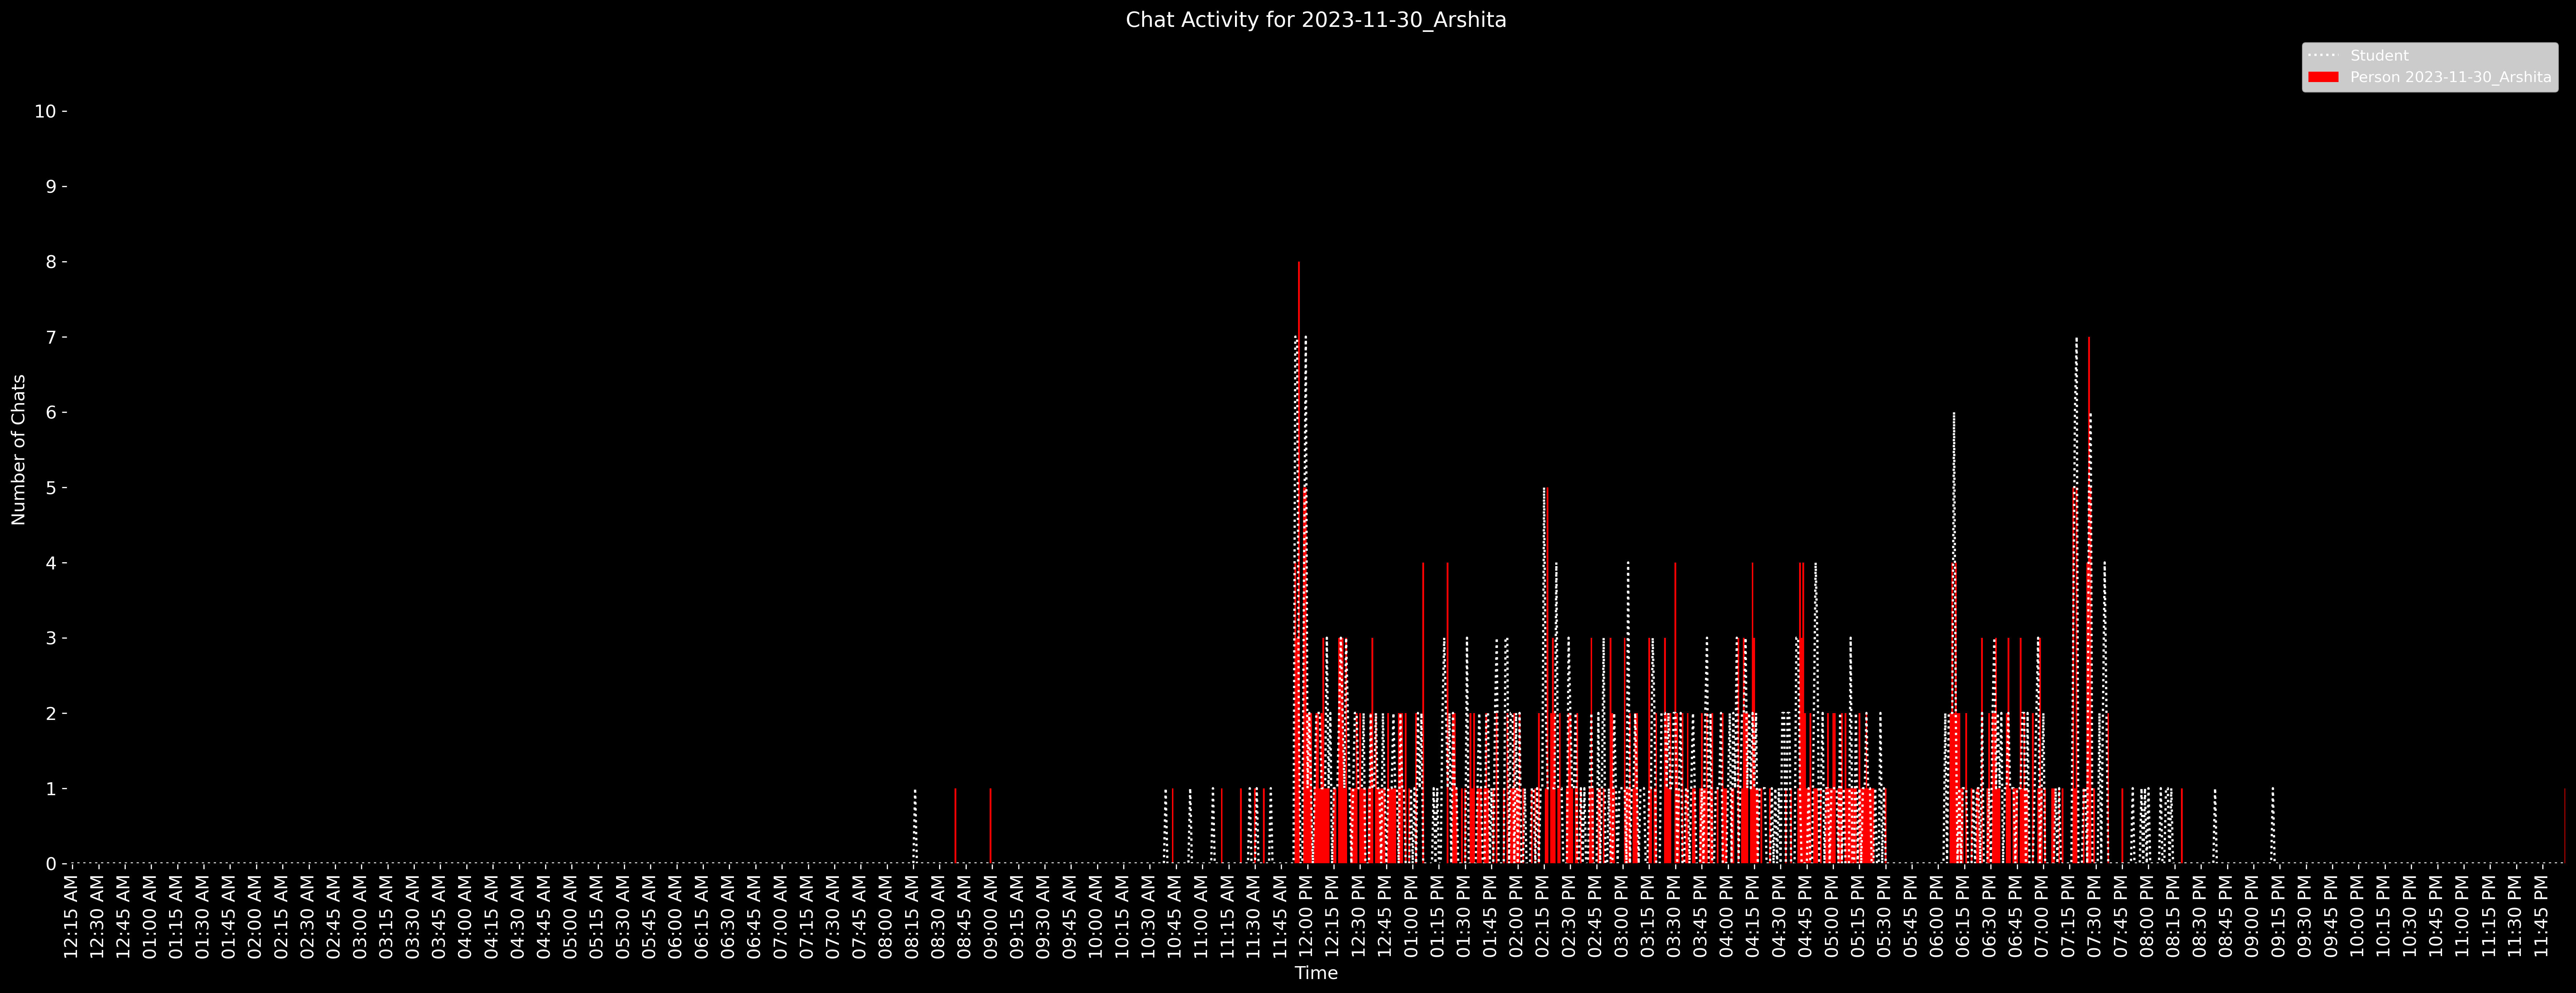 Chat Activity for 2023-11-30_Arshita
Student
Person 2023-11-30_Arshita
10
9
8
7
6
5
4
3
2
1
0
Number of Chats
12:15 AM
12:30 AM
12:45 AM
01:00 AM
01:15 AM
01:30 AM
01:45 AM
02:00 AM
02:15 AM
02:30 AM
02:45 AM
03:00 AM
03:15 AM
03:30 AM
03:45 AM
04:00 AM
04:15 AM
04:30 AM
04:45 AM
05:00 AM
05:15 AM
05:30 AM
05:45 AM
06:00 AM
06:15 AM
06:30 AM
06:45 AM
07:00 AM
07:15 AM
07:30 AM
07:45 AM
08:00 AM
08:15 AM
08:30 AM
08:45 AM
09:00 AM
09:15 AM
09:30 AM
09:45 AM
10:00 AM
10:15 AM
10:30 AM
10:45 AM
11:00 AM
11:15 AM
11:30 AM
11:45 AM
12:00 PM
12:15 PM
12:30 PM
12:45 PM
01:00 PM
01:15 PM
01:30 PM
01:45 PM
02:00 PM
02:15 PM
02:30 PM
02:45 PM
03:00 PM
03:15 PM
03:30 PM
03:45 PM
04:00 PM
04:15 PM
04:30 PM
04:45 PM
05:00 PM
05:15 PM
05:30 PM
05:45 PM
06:00 PM
06:15 PM
06:30 PM
06:45 PM
07:00 PM
07:15 PM
07:30 PM
07:45 PM
08:00 PM
08:15 PM
08:30 PM
08:45 PM
09:00 PM
09:15 PM
09:30 PM
09:45 PM
10:00 PM
10:15 PM
10:30 PM
10:45 PM
11:00 PM
11:15 PM
11:30 PM
11:45 PM
Time